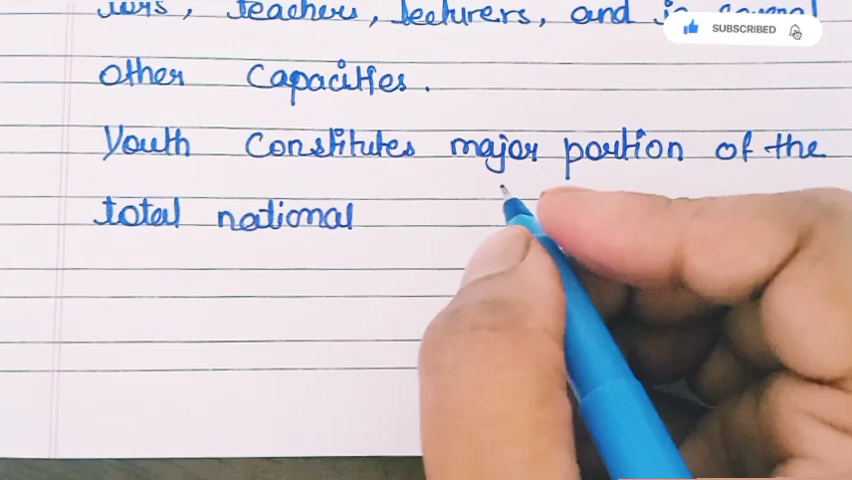 teachers, lecturers, and in
SUBSCRIBED
other Capacities.
Youth Constitutes major portion of the
total national